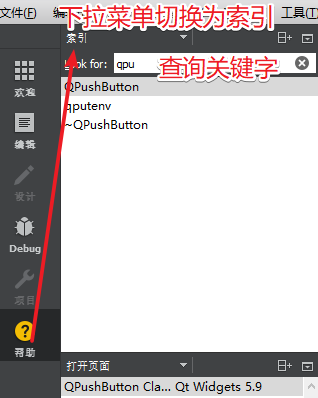 文件(F)
工具(T)
下拉菜单切换为索引
索引
Look for: qpu
查询关键字
QPushButton
qputenv
~QPushButton
欢迎
编辑
设计
Debug
项目
帮助
打开页面
QPushButton Cla... Qt Widgets 5.9